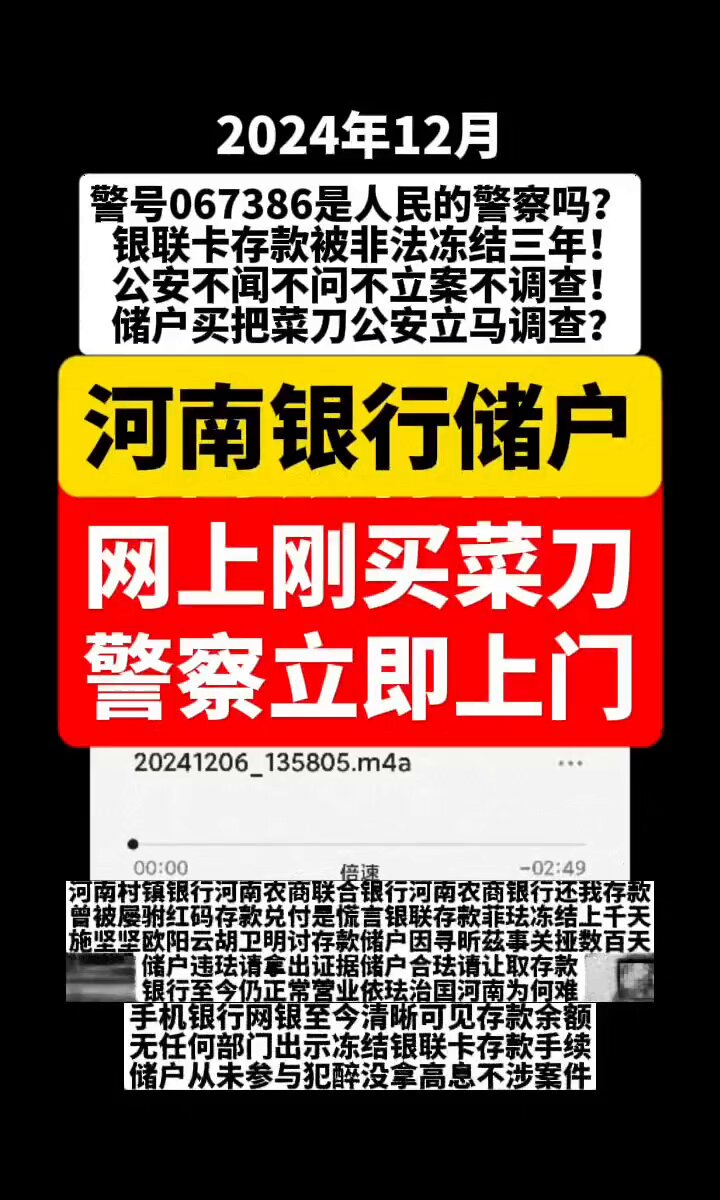 2024年12月
警号067386是人民的警察吗?
银联卡存款被非法冻结三年!
公安不闻不问不立案不调查!
储户买把菜刀公安立马调查?
河南银行储户
网上刚买菜刀
警察立即上门
20241206_135805.m4a
00:00
倍速
-02:49
河南村镇银行河南农商联合银行河南农商银行还我存款
曾被屡驸红码存款兑付是慌言银联存款菲珐冻结上千天
施坚坚欧阳云胡卫明讨存款储户因寻昕兹事关挜数百天
储户违珐请拿出证据储户合珐请让取存款
银行至今仍正常营业依珐治国河南为何难
手机银行网银至今清晰可见存款余额
无任何部门出示冻结银联卡存款手续
储户从未参与犯醉没拿高息不涉案件